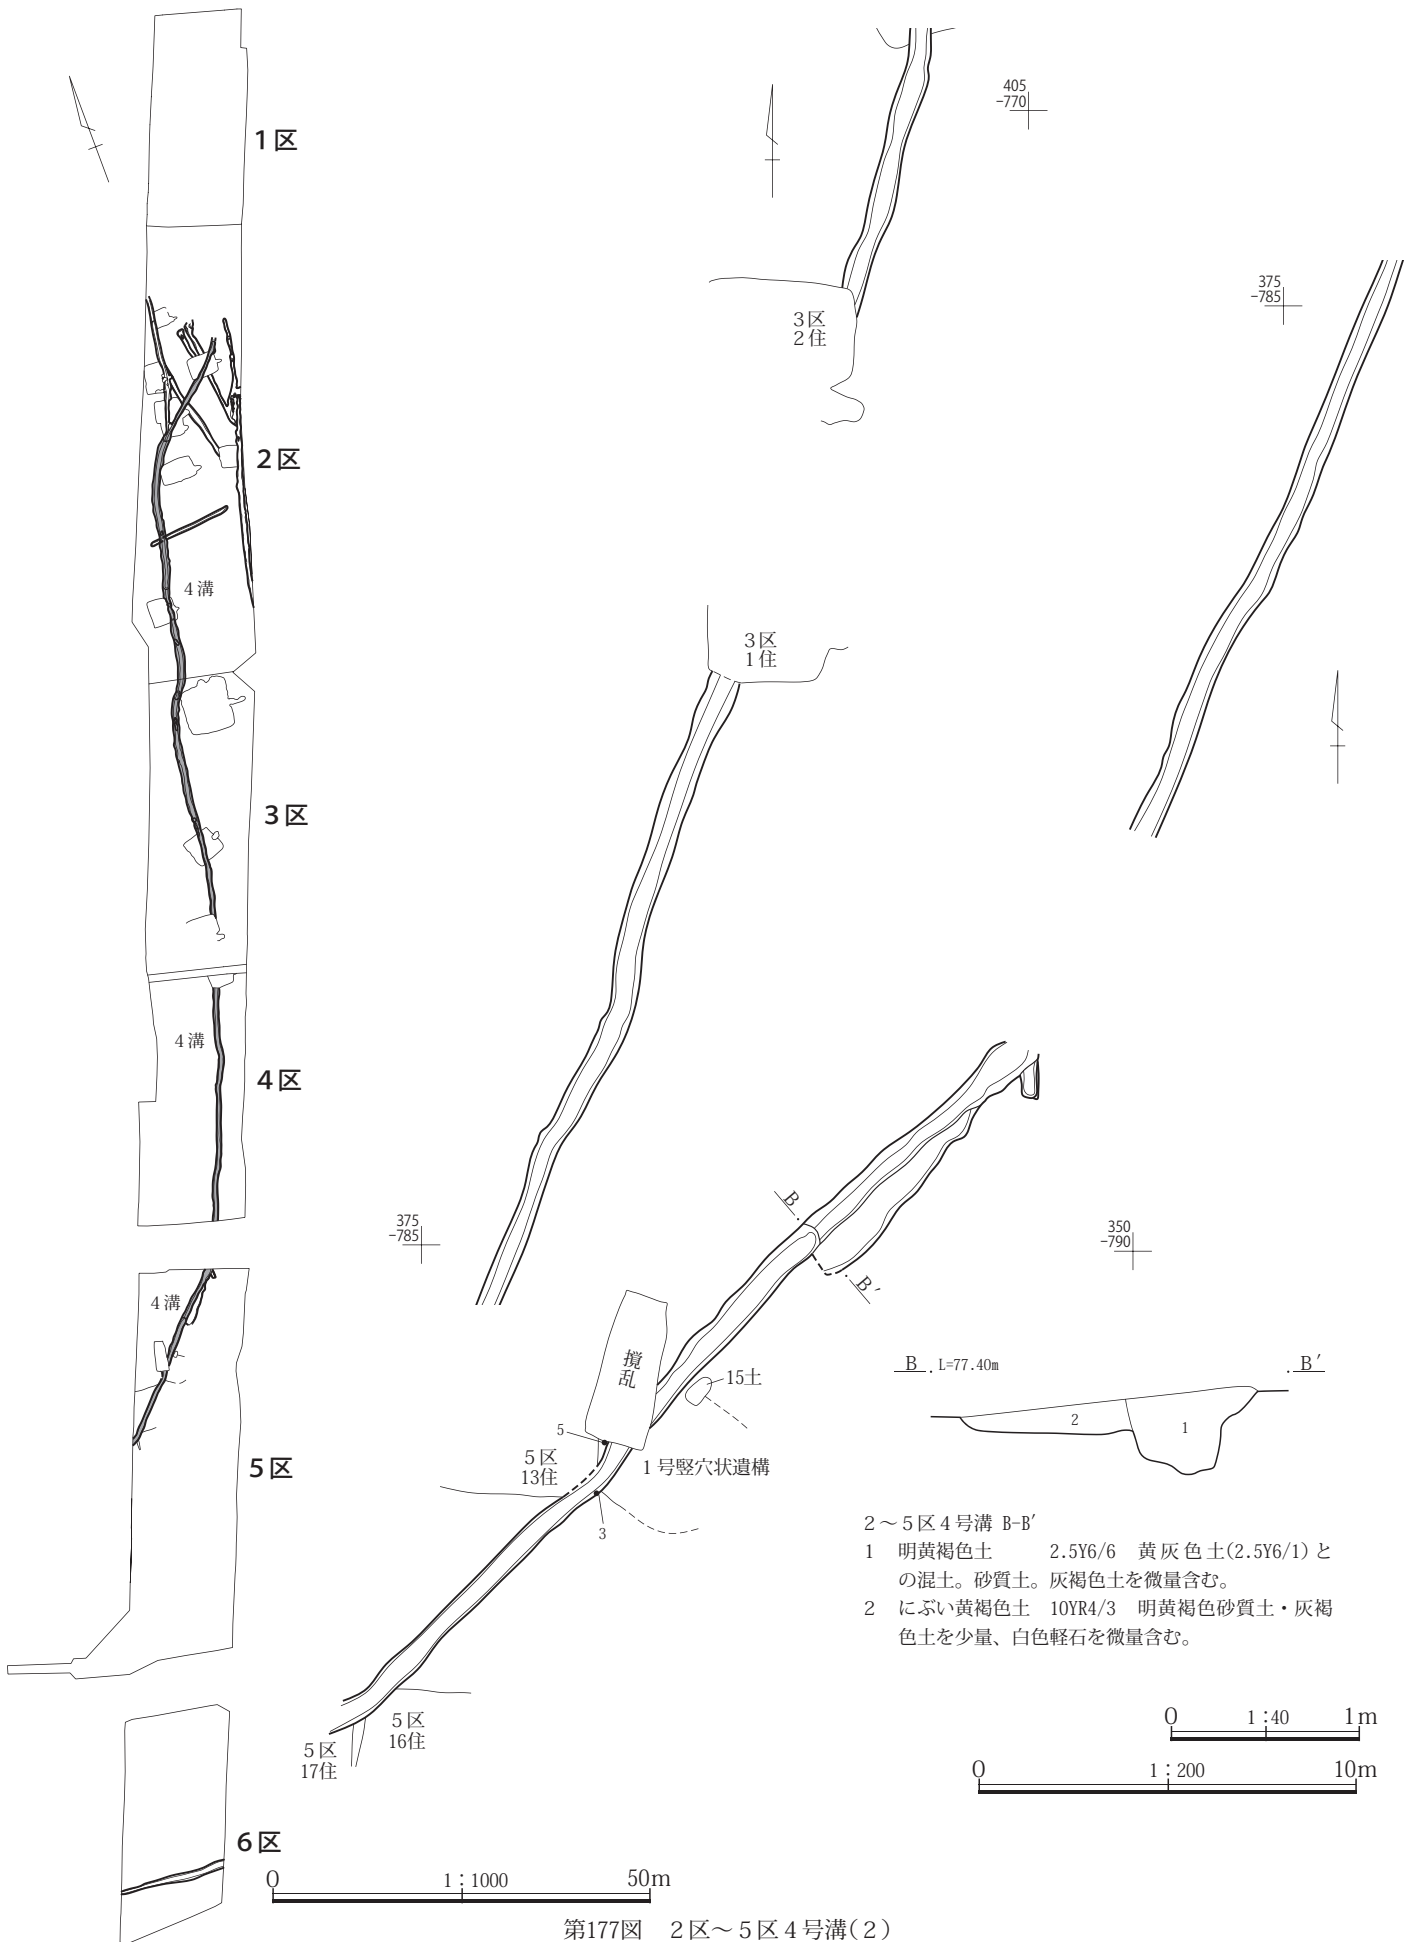 1区
2区
4溝
3区
4溝
4区
4溝
5区
6区
405
-770
3区
2住
375
-785
3区
1住
375
-785
B
B′
350
-790
撹乱
15土
5
5区
13住
1号竪穴状遺構
3
5区
16住
5区
17住
B L=77.40m B′
2
1
2~5区4号溝 B-B′
1 明黄褐色土 2.5Y6/6 黄灰色土(2.5Y6/1)と
の混土。砂質土。灰褐色土を微量含む。
2 にぶい黄褐色土 10YR4/3 明黄褐色砂質土・灰褐
色土を少量、白色軽石を微量含む。
0 1:40 1m
0 1:200 10m
0 1:1000 50m
第177図 2区~5区4号溝(2)